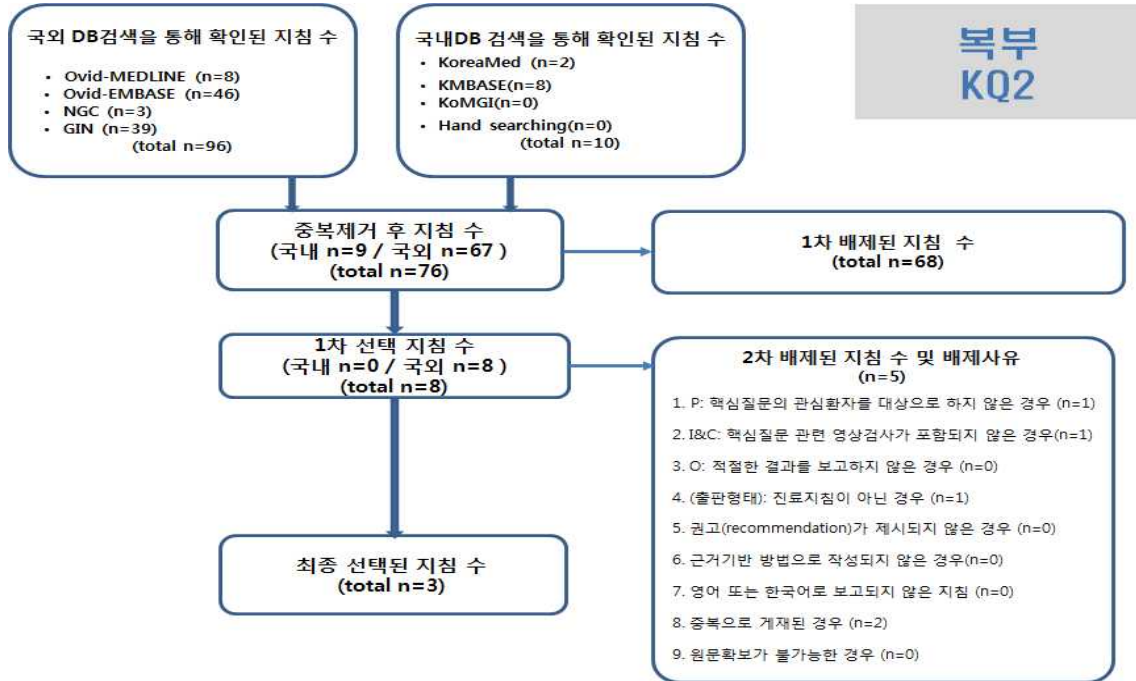 국외 DB검색을 통해 확인된 지침 수
• Ovid-MEDLINE (n=8)
• Ovid-EMBASE (n=46)
• NGC (n=3)
• GIN (n=39)
(total n=96)
국내DB 검색을 통해 확인된 지침 수
• KoreaMed (n=2)
• KMBASE(n=8)
• KoMGI(n=0)
• Hand searching(n=0)
(total n=10)
복부
KQ2
중복제거 후 지침 수
(국내 n=9 / 국외 n=67 )
(total n=76)
1차 배제된 지침 수
(total n=68)
1차 선택 지침 수
(국내 n=0 / 국외 n=8 )
(total n=8)
2차 배제된 지침 수 및 배제사유
(n=5)
1. P: 핵심질문의 관심환자를 대상으로 하지 않은 경우 (n=1)
2. I&C: 핵심질문 관련 영상검사가 포함되지 않은 경우(n=1)
3. O: 적절한 결과를 보고하지 않은 경우 (n=0)
4. (출판형태): 진료지침이 아닌 경우 (n=1)
5. 권고(recommendation)가 제시되지 않은 경우 (n=0)
6. 근거기반 방법으로 작성되지 않은 경우(n=0)
7. 영어 또는 한국어로 보고되지 않은 지침 (n=0)
8. 중복으로 게재된 경우 (n=2)
9. 원문확보가 불가능한 경우 (n=0)
최종 선택된 지침 수
(total n=3)